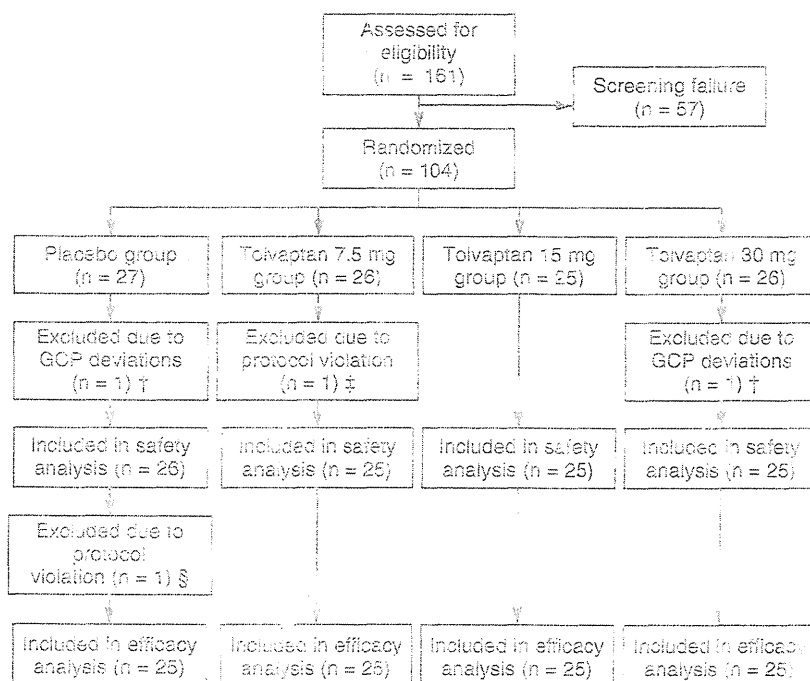 Assessed for
eligibility
(n = 161)
Screening failure
(n = 57)
Randomized
(n = 104)
Placebo group
(n = 27)
Tolvaptan 7.5 mg
group (n = 26)
Tolvaptan 15 mg
group (n = 25)
Tolvaptan 30 mg
group (n = 26)
Excluded due to
GCP deviations
(n = 1) †
Excluded due to
protocol violation
(n = 1) ‡
Excluded due to
GCP deviations
(n = 1) †
Included in safety
analysis (n = 26)
Included in safety
analysis (n = 25)
Included in safety
analysis (n = 25)
Included in safety
analysis (n = 25)
Excluded due to
protocol
violation (n = 1) §
Included in efficacy
analysis (n = 25)
Included in efficacy
analysis (n = 25)
Included in efficacy
analysis (n = 25)
Included in efficacy
analysis (n = 25)